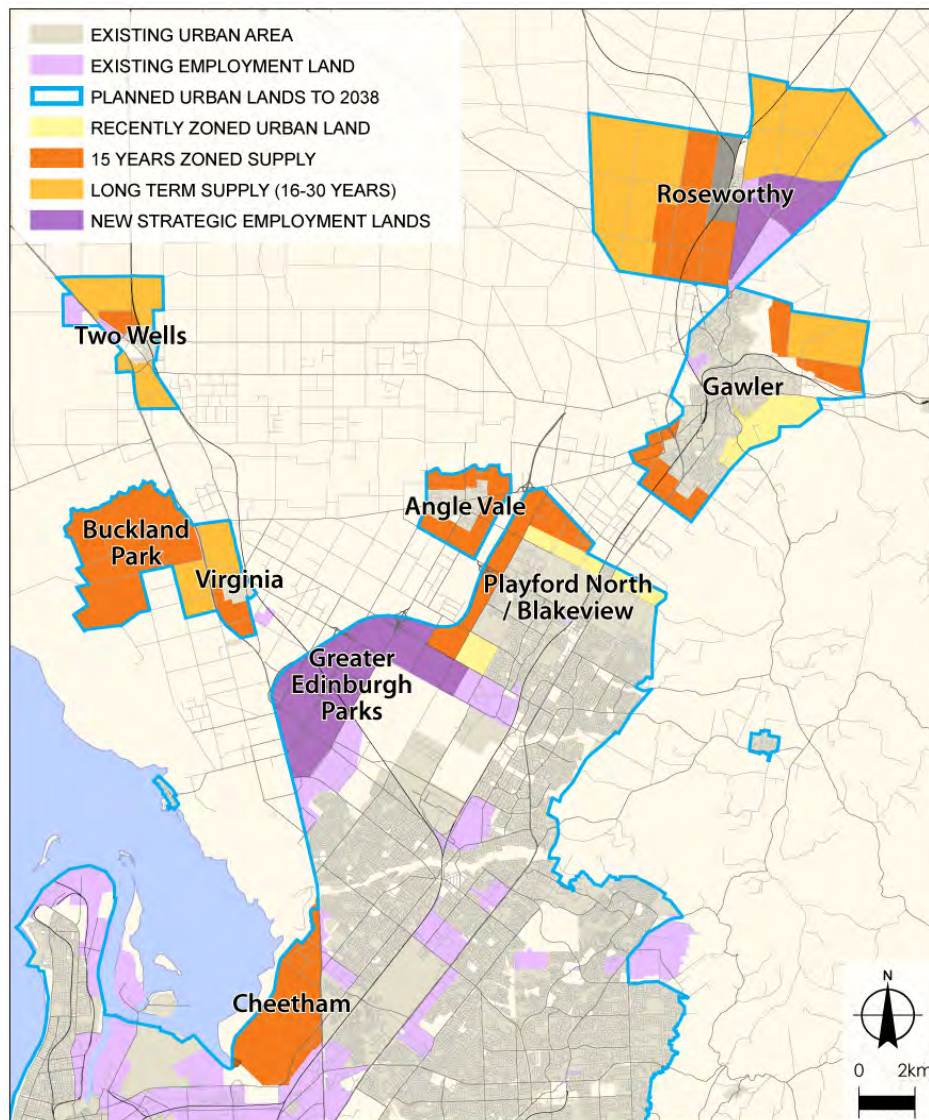 EXISTING URBAN AREA
EXISTING EMPLOYMENT LAND
PLANNED URBAN LANDS TO 2038
RECENTLY ZONED URBAN LAND
15 YEARS ZONED SUPPLY
LONG TERM SUPPLY (16-30 YEARS)
NEW STRATEGIC EMPLOYMENT LANDS
Roseworthy
Two Wells
Gawler
Angle Vale
Buckland
Park
Virginia
Playford North
/ Blakeview
Greater
Edinburgh
Parks
Cheetham
N
0 2km